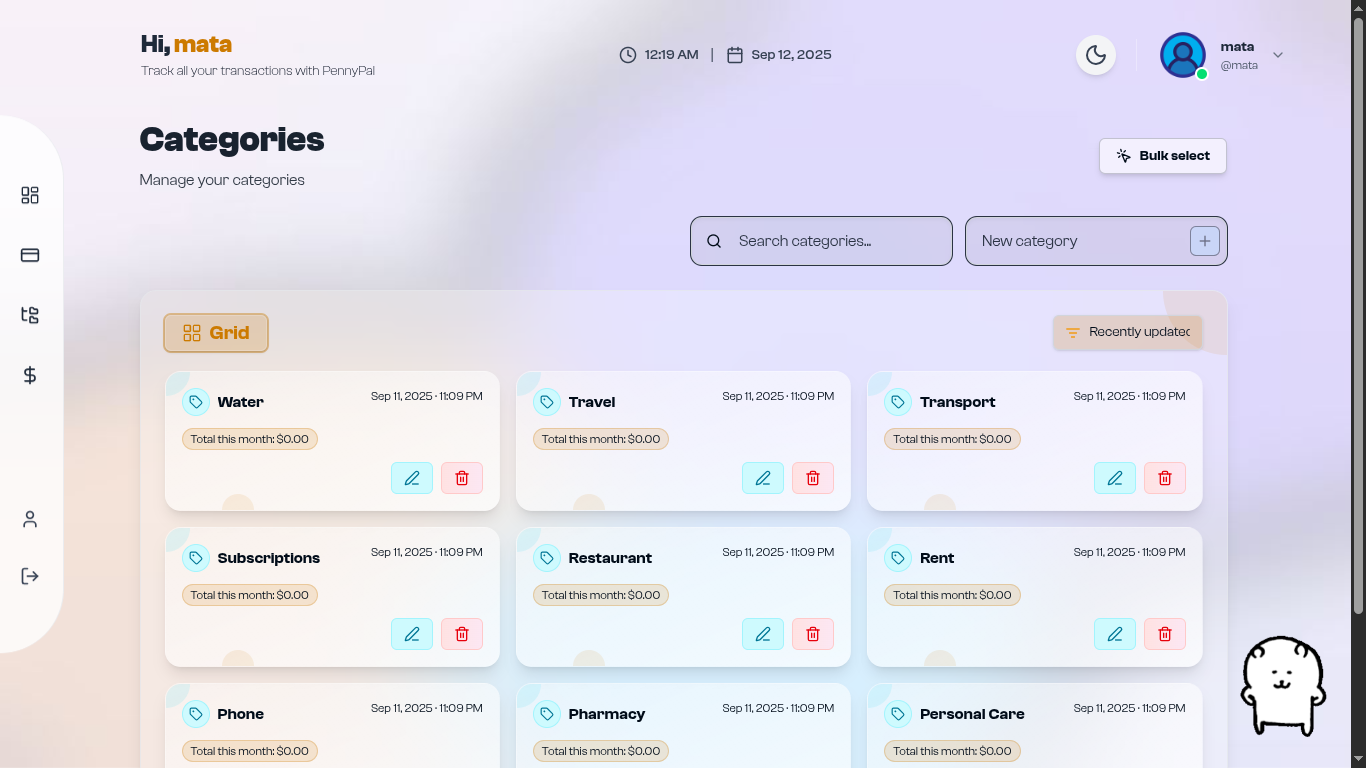 Hi, mata
Track all your transactions with PennyPal
12:19 AM | Sep 12, 2025
mata
@mata
Categories
Manage your categories
Bulk select
Search categories...
New category
Grid
Recently updated
Water
Sep 11, 2025 · 11:09 PM
Total this month: $0.00
Travel
Sep 11, 2025 · 11:09 PM
Total this month: $0.00
Transport
Sep 11, 2025 · 11:09 PM
Total this month: $0.00
Subscriptions
Sep 11, 2025 · 11:09 PM
Total this month: $0.00
Restaurant
Sep 11, 2025 · 11:09 PM
Total this month: $0.00
Rent
Sep 11, 2025 · 11:09 PM
Total this month: $0.00
Phone
Sep 11, 2025 · 11:09 PM
Total this month: $0.00
Pharmacy
Sep 11, 2025 · 11:09 PM
Total this month: $0.00
Personal Care
Sep 11, 2025 · 11:09 PM
Total this month: $0.00